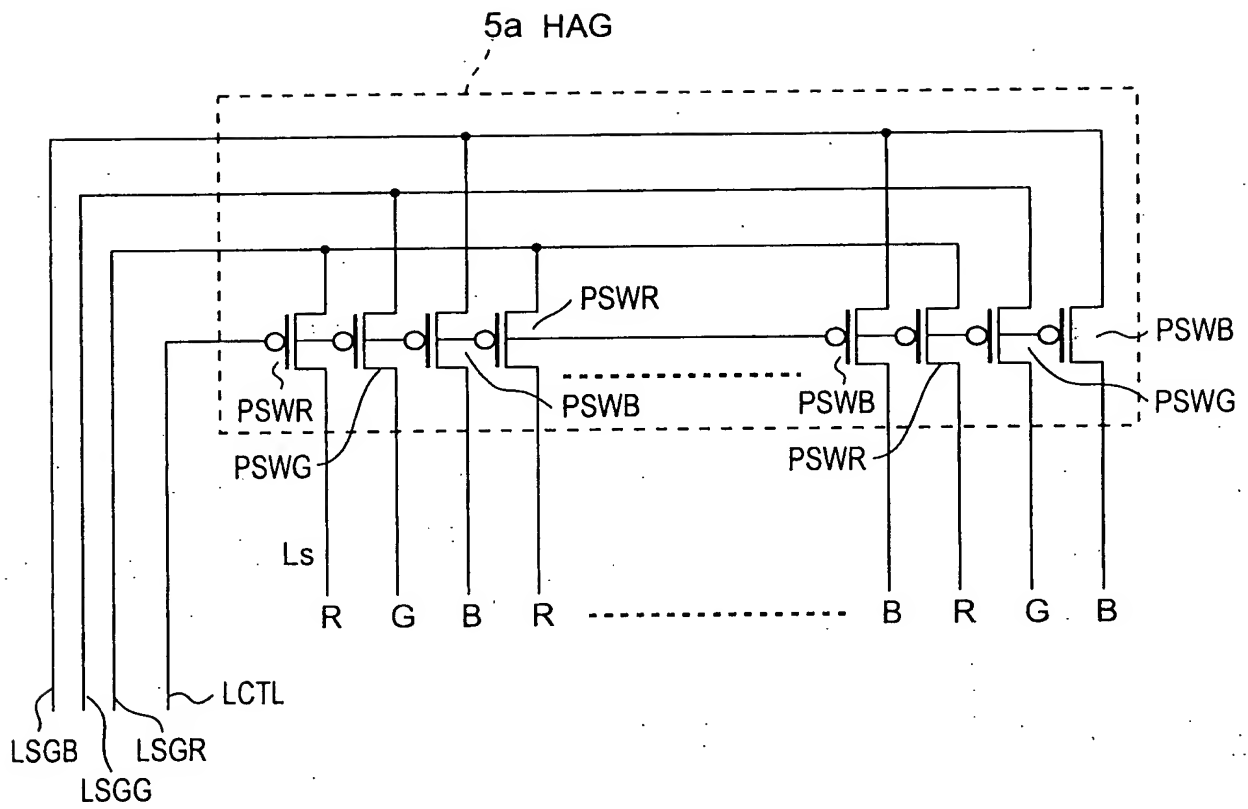 5a HAG
PSWR
PSWB
PSWR
PSWB
PSWB
PSWG
PSWG
PSWR
Ls
R G B R B R G B
LCTL
LSGB
LSGR
LSGG